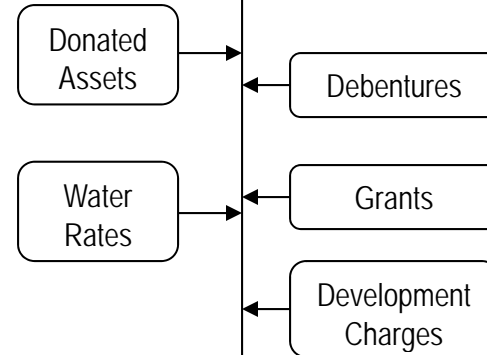 Donated
Assets
Debentures
Water
Rates
Grants
Development
Charges